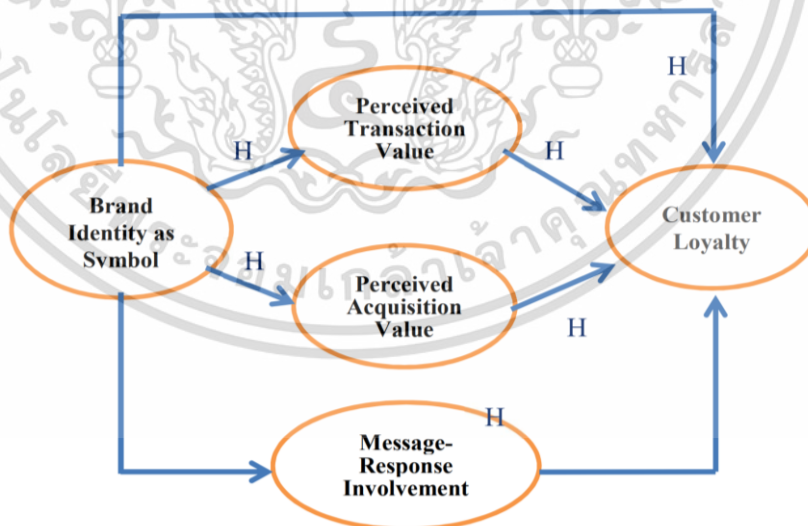 H
Perceived
Transaction
Value
H
H
Brand
Identity as
Symbol
H
Customer
Loyalty
Perceived
Acquisition
Value
H
H
Message-
Response
Involvement